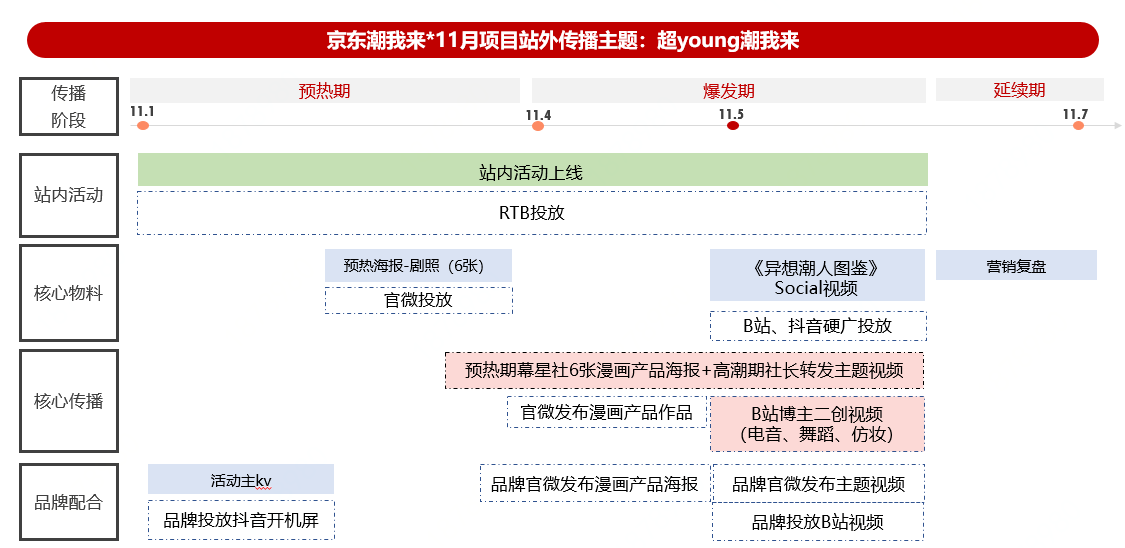 京东潮我来*11月项目站外传播主题：超young潮我来
传播
阶段
预热期
爆发期
延续期
11.1
11.4
11.5
11.7
站内活动
站内活动上线
RTB投放
核心物料
预热海报-剧照（6张）
官微投放
《异想潮人图鉴》
Social视频
B站、抖音硬广投放
营销复盘
核心传播
预热期幕星社6张漫画产品海报+高潮期社长转发主题视频
官微发布漫画产品作品
B站博主二创视频
（电音、舞蹈、仿妆）
品牌配合
活动主kv
品牌投放抖音开机屏
品牌官微发布漫画产品海报
品牌官微发布主题视频
品牌投放B站视频